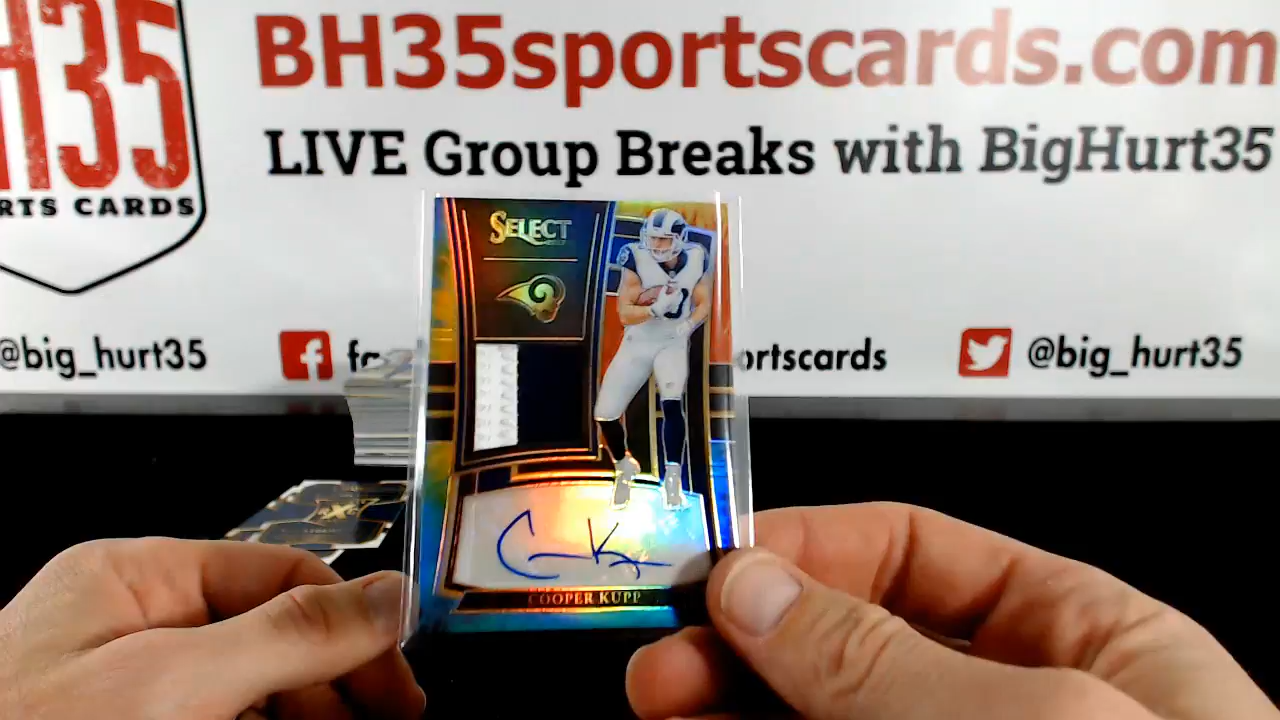 H35
RTS CARDS
BH35sportscards.com
LIVE Group Breaks with BigHurt35
@big_hurt35
f
ortscards
@big_hurt35
SELECT
COOPER KUPP